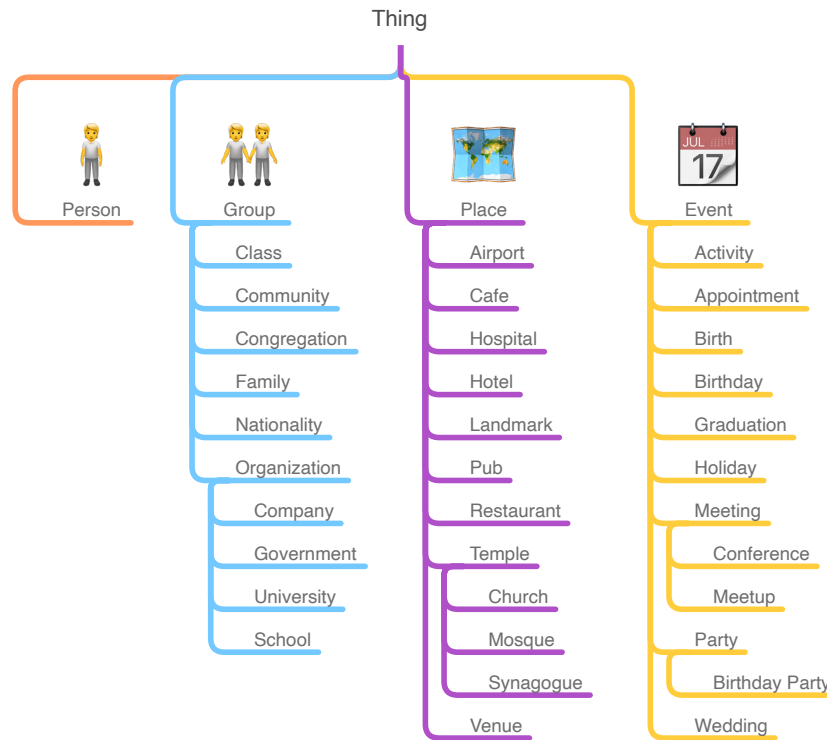 Thing
JUL
17
Person
Group
Class
Community
Congregation
Family
Nationality
Organization
Company
Government
University
School
Place
Airport
Cafe
Hospital
Hotel
Landmark
Pub
Restaurant
Temple
Church
Mosque
Synagogue
Venue
Event
Activity
Appointment
Birth
Birthday
Graduation
Holiday
Meeting
Conference
Meetup
Party
Birthday Party
Wedding